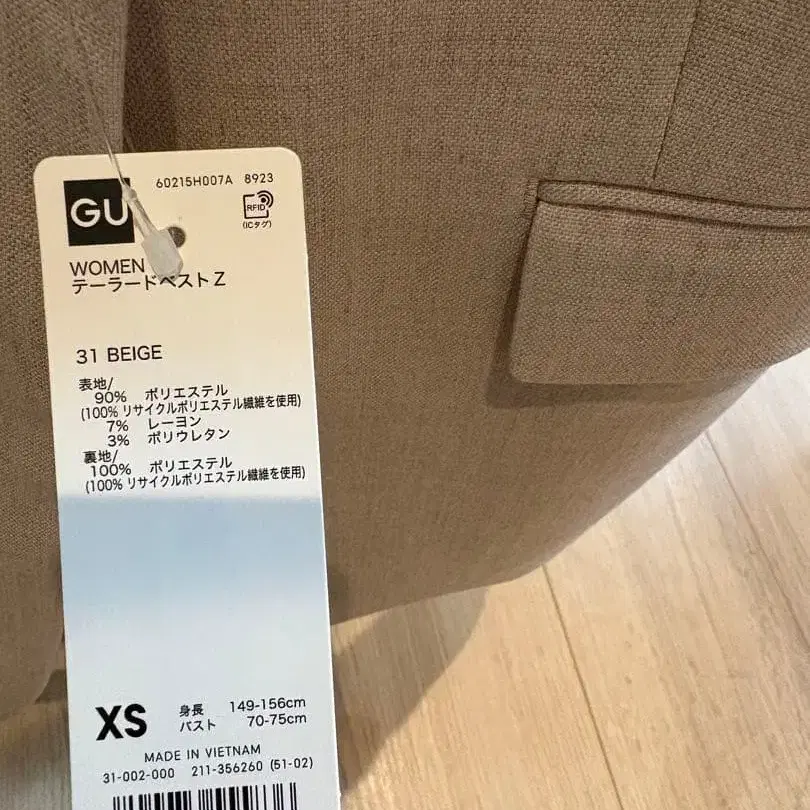 60215H007A 8923
GU
RFID
(ICタグ)
WOMEN
テーラードベストZ
31 BEIGE
表地/
90% ポリエステル
(100% リサイクルポリエステル繊維を使用)
7% レーヨン
3% ポリウレタン
裏地/
100% ポリエステル
(100% リサイクルポリエステル繊維を使用)
XS 身長 149-156cm
バスト 70-75cm
MADE IN VIETNAM
31-002-000 211-356260 (51-02)